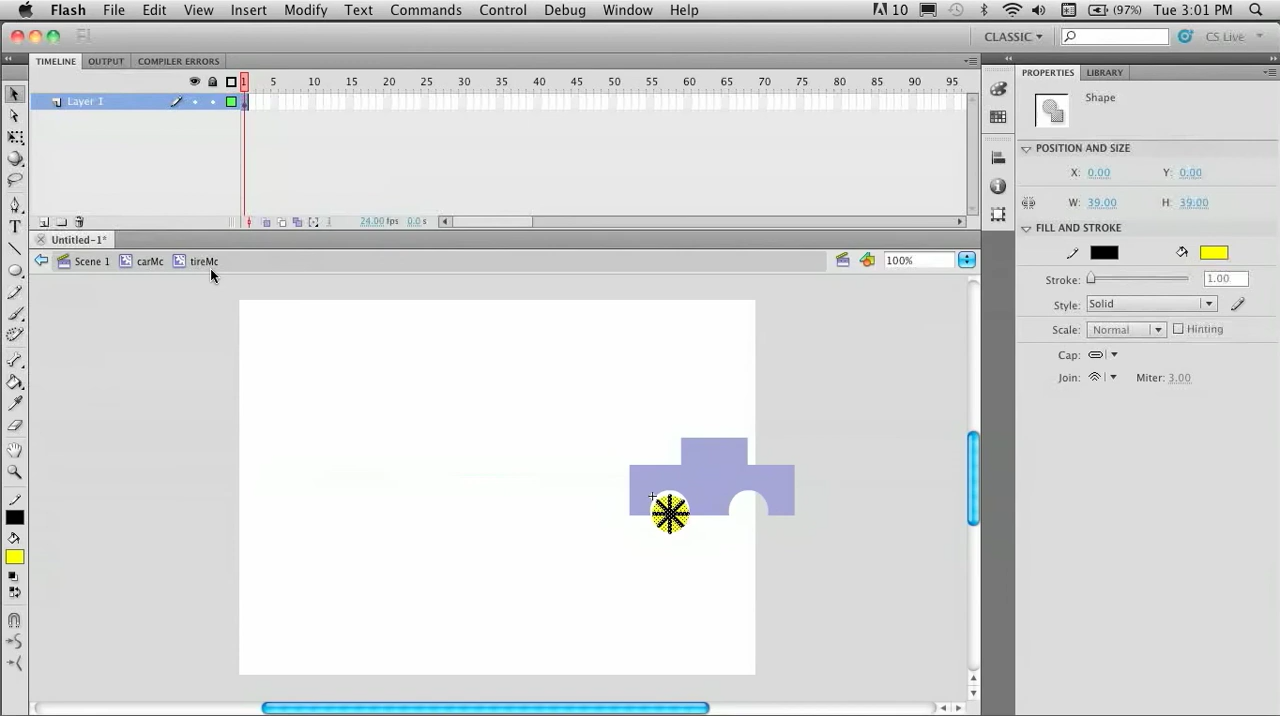 Flash File Edit View Insert Modify Text Commands Control Debug Window Help 10 (97%) Tue 3:01 PM
Fl CLASSIC CS Live
TIMELINE OUTPUT COMPILER ERRORS
1 5 10 15 20 25 30 35 40 45 50 55 60 65 70 75 80 85 90 95
Layer 1
24.00 fps 0.0 s
Untitled-1*
Scene 1 carMc tireMc 100%
PROPERTIES LIBRARY
Shape
POSITION AND SIZE
X: 0.00 Y: 0.00
W: 39.00 H: 39.00
FILL AND STROKE
Stroke: 1.00
Style: Solid
Scale: Normal Hinting
Cap:
Join: Miter: 3.00
T